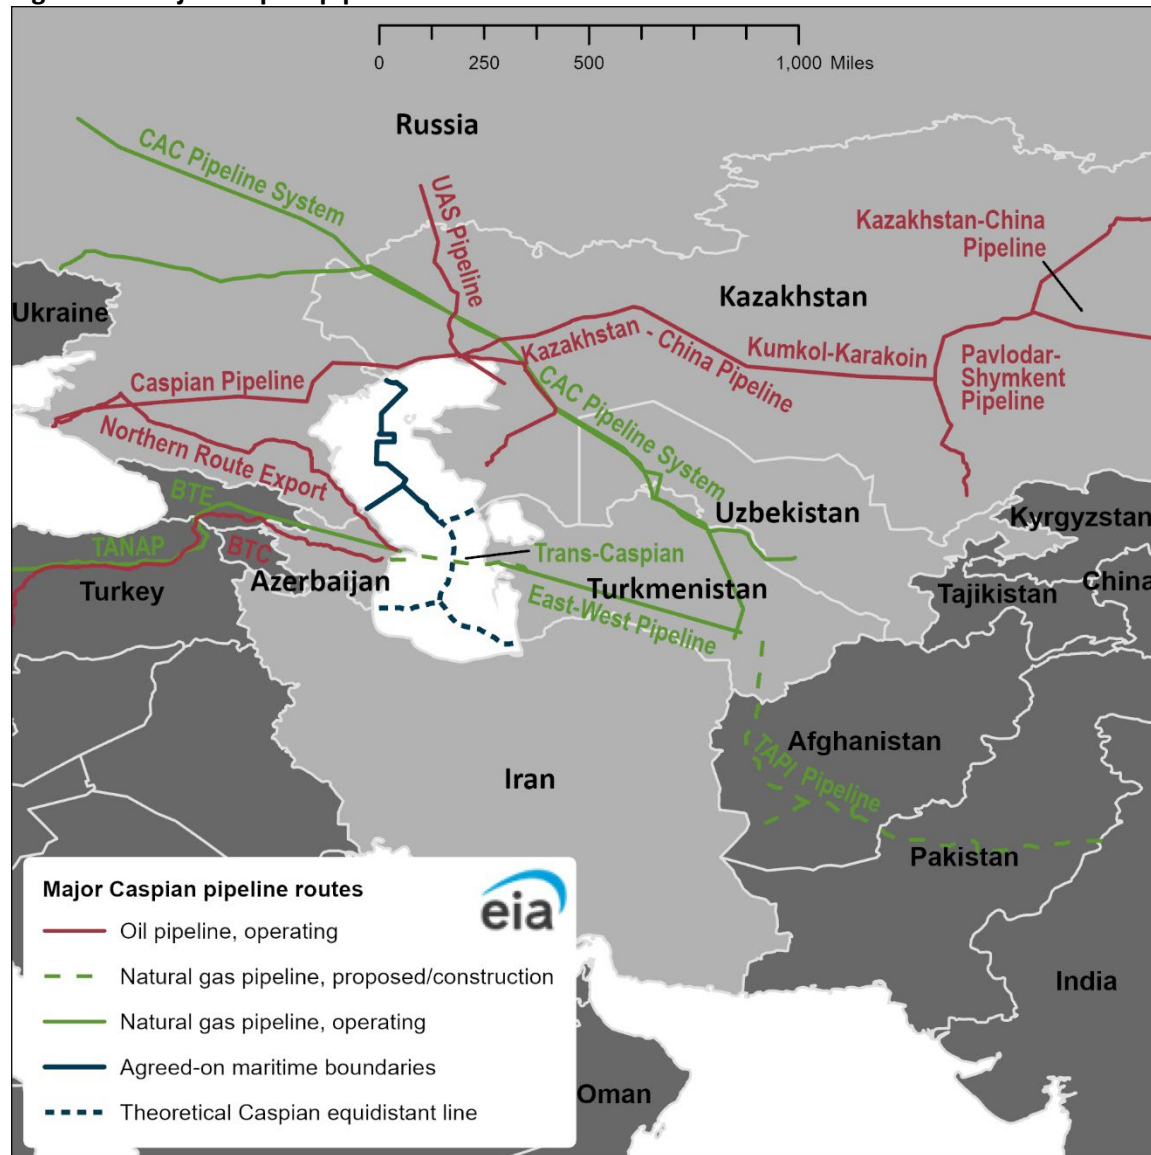 0 250 500 1,000 Miles
Russia
CAC Pipeline System
UAS Pipeline
Kazakhstan-China
Pipeline
Ukraine
Kazakhstan
Kazakhstan - China Pipeline
Kumkol-Karakoin
Pavlodar-
Shymkent
Pipeline
Caspian Pipeline
CAC Pipeline System
Northern Route Export
BTE
Uzbekistan
Kyrgyzstan
TANAP
BTC
Trans-Caspian
Turkey
Azerbaijan
Turkmenistan
East-West Pipeline
Tajikistan
China
Afghanistan
TAPI Pipeline
Iran
Pakistan
India
Oman
Major Caspian pipeline routes
eia
Oil pipeline, operating
Natural gas pipeline, proposed/construction
Natural gas pipeline, operating
Agreed-on maritime boundaries
Theoretical Caspian equidistant line